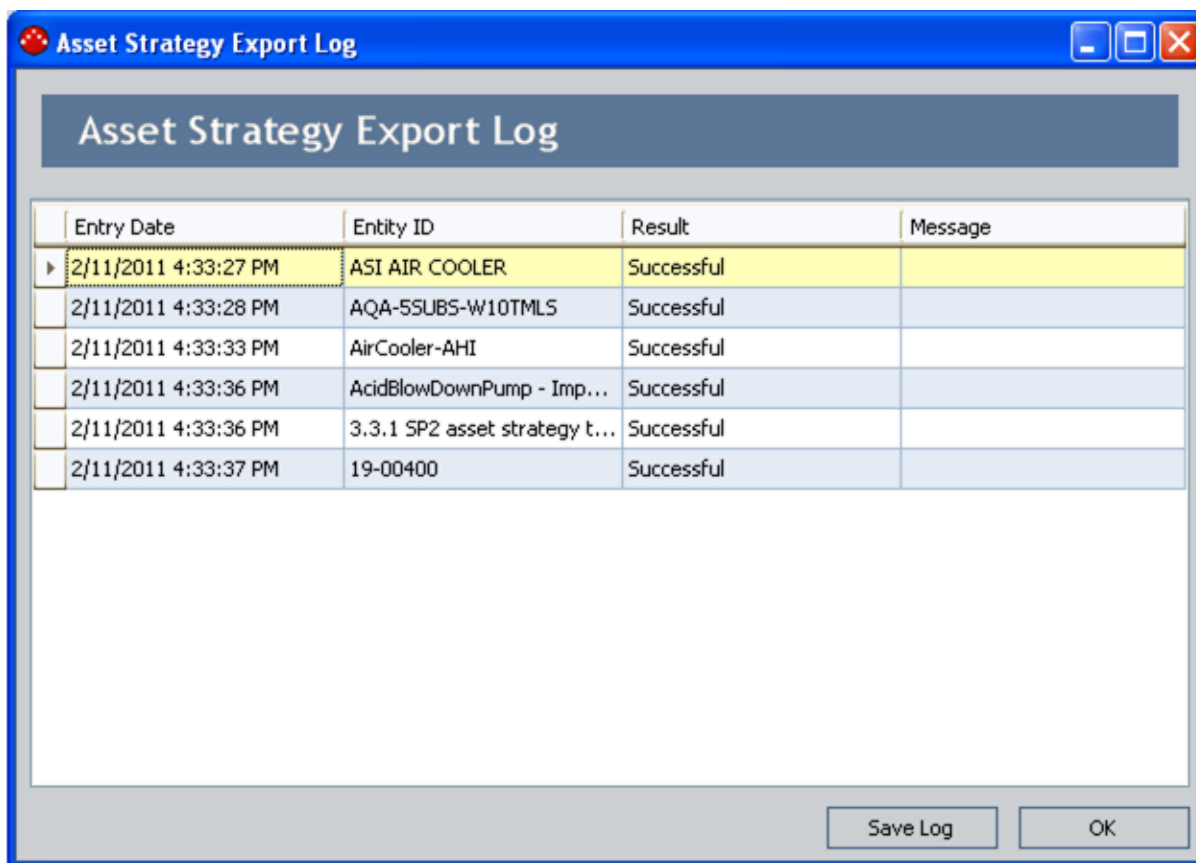 Asset Strategy Export Log
Asset Strategy Export Log
Entry Date Entity ID Result Message
2/11/2011 4:33:27 PM ASI AIR COOLER Successful
2/11/2011 4:33:28 PM AQA-5SUBS-W10TMLS Successful
2/11/2011 4:33:33 PM AirCooler-AHI Successful
2/11/2011 4:33:36 PM AcidBlowDownPump - Imp... Successful
2/11/2011 4:33:36 PM 3.3.1 SP2 asset strategy t... Successful
2/11/2011 4:33:37 PM 19-00400 Successful
Save Log OK